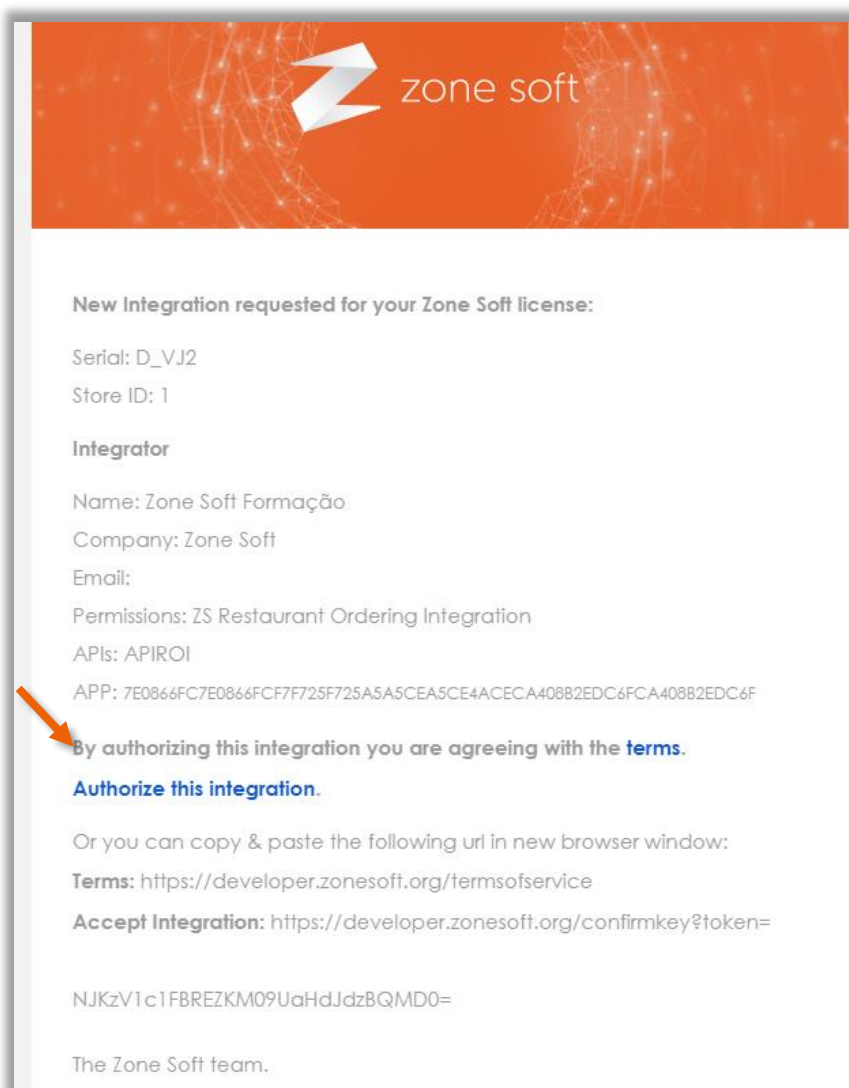 zone soft
New Integration requested for your Zone Soft license:
Serial: D_VJ2
Store ID: 1
Integrator
Name: Zone Soft Formação
Company: Zone Soft
Email:
Permissions: ZS Restaurant Ordering Integration
APIs: APIROI
APP: 7E0866FC7E0866FCF7F725F725A5A5CEA5CE4ACECA408B2EDC6FCA408B2EDC6F
By authorizing this integration you are agreeing with the terms.
Authorize this integration.
Or you can copy & paste the following url in new browser window:
Terms: https://developer.zonesoft.org/termsofservice
Accept Integration: https://developer.zonesoft.org/confirmkey?token=
NJKzV1c1FBREZKM09UaHdJdzBQMD0=
The Zone Soft team.